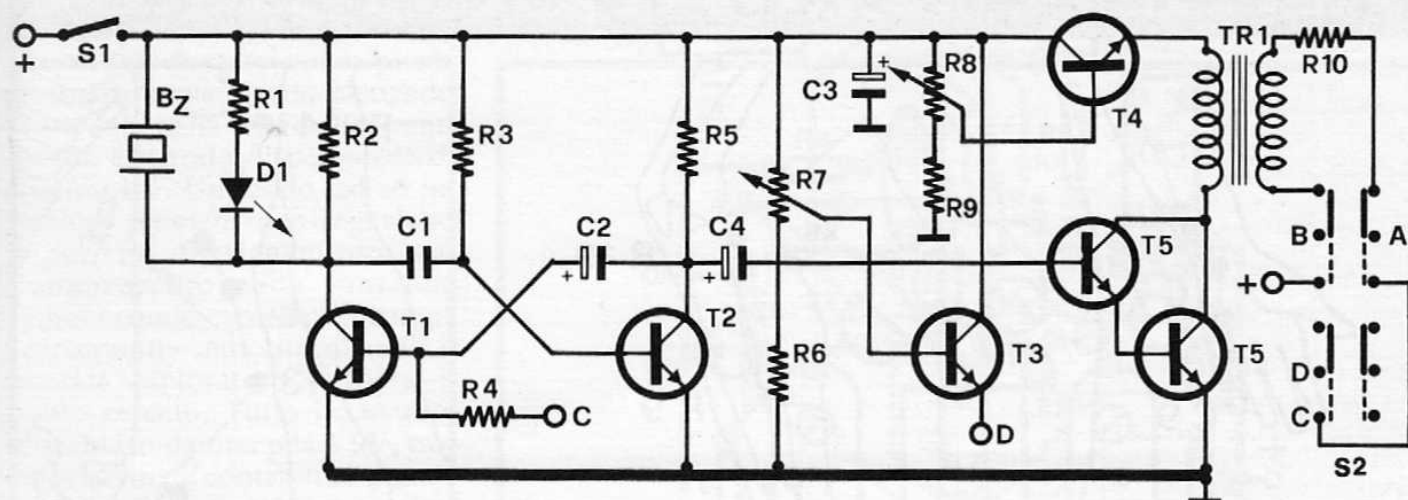 +
S1
BZ
R1
D1
R2
R3
C1
T1
R4
C
C2
+
R5
T2
C4
+
R7
R6
C3
+
R8
R9
T3
D
T4
T5
T5
TR1
R10
B
A
+
D
C
S2